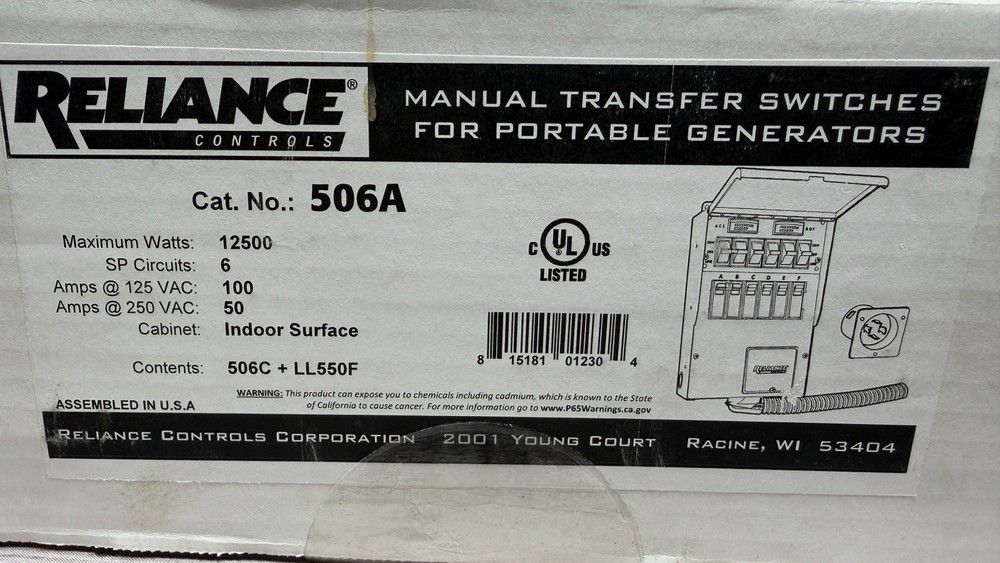 RELIANCE®
CONTROLS
MANUAL TRANSFER SWITCHES
FOR PORTABLE GENERATORS
Cat. No.: 506A
Maximum Watts: 12500
SP Circuits: 6
Amps @ 125 VAC: 100
Amps @ 250 VAC: 50
Cabinet: Indoor Surface
Contents: 506C + LL550F
C UL® US
LISTED
8 15181 01230 4
ACE BDF
A B C D E F
RELIANCE
WARNING: This product can expose you to chemicals including cadmium, which is known to the State
of California to cause cancer. For more information go to www.P65Warnings.ca.gov
ASSEMBLED IN U.S.A
RELIANCE CONTROLS CORPORATION 2001 YOUNG COURT RACINE, WI 53404